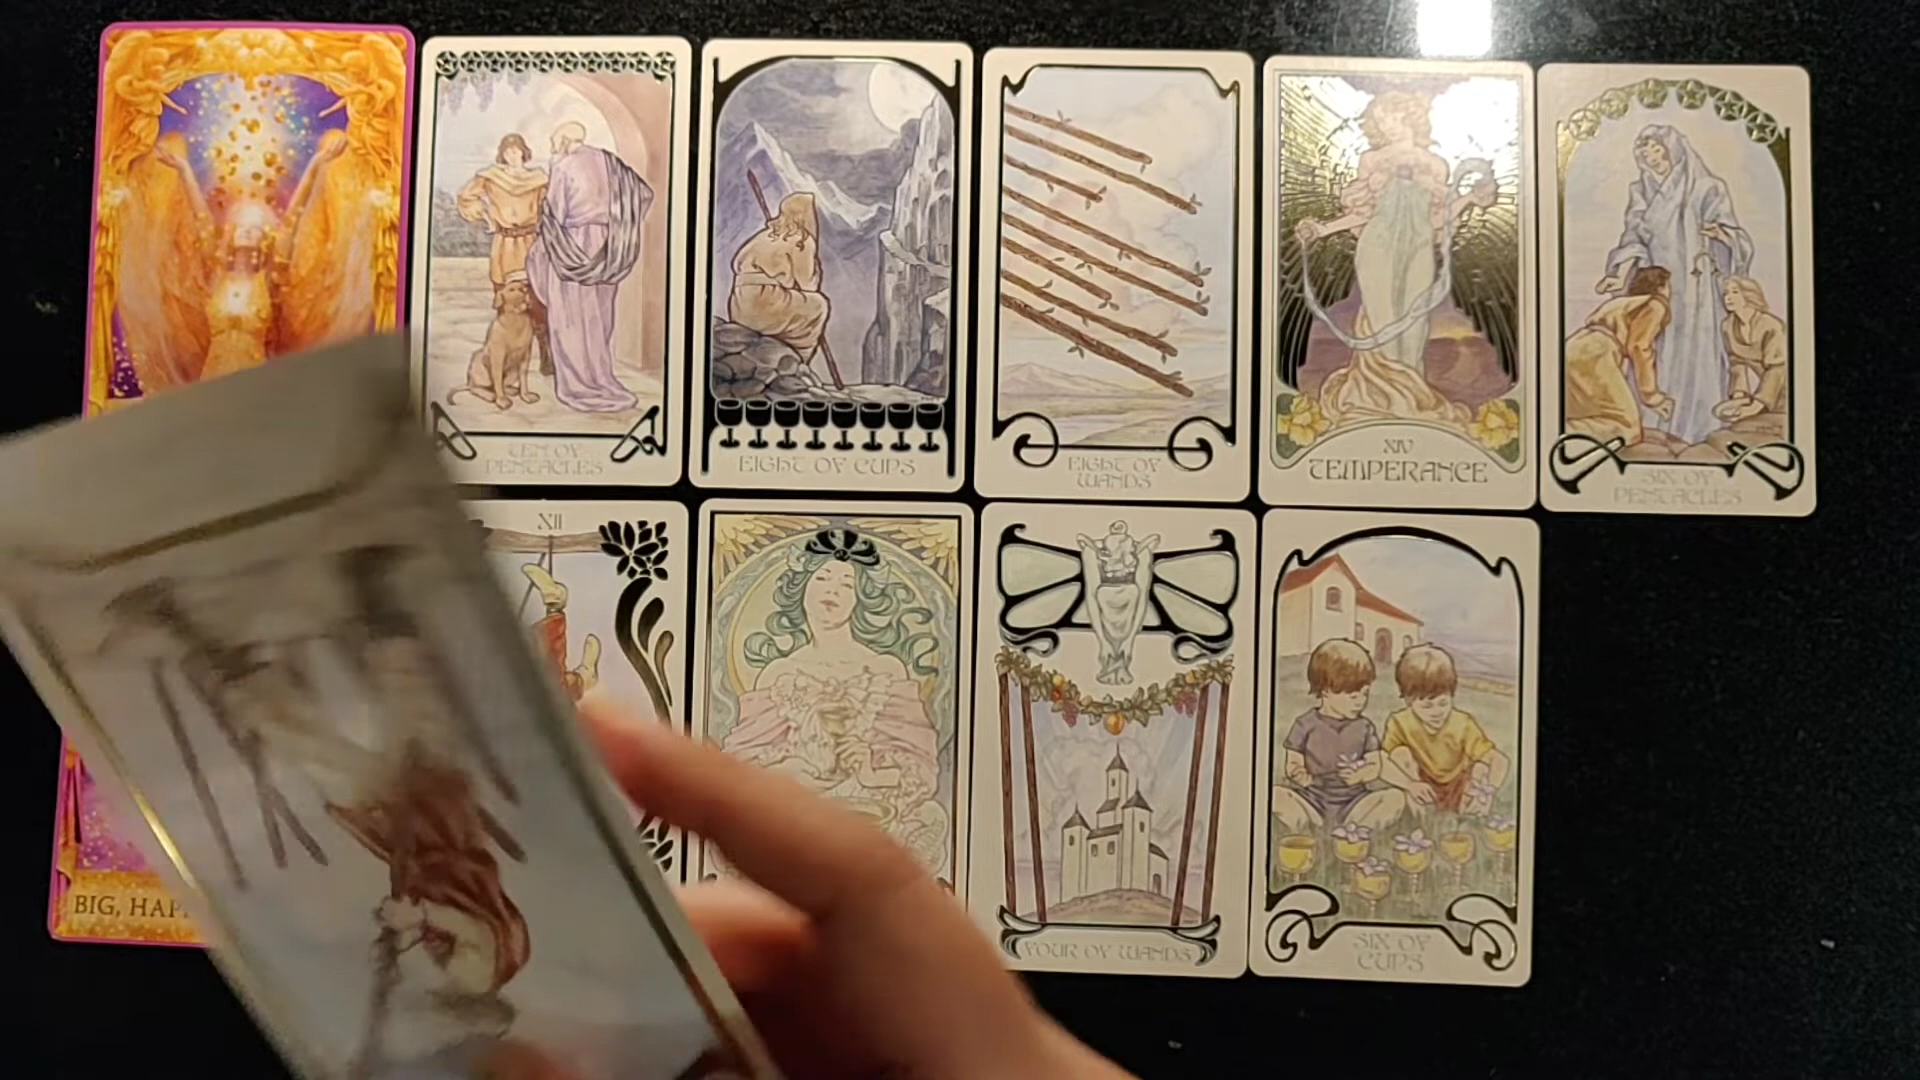 TEN OF
PENTACLES
EIGHT OF CUPS
EIGHT OF
WANDS
XIV
TEMPERANCE
SIX OF
PENTACLES
XII
BIG, HAP
FOUR OF WANDS
SIX OF
CUPS